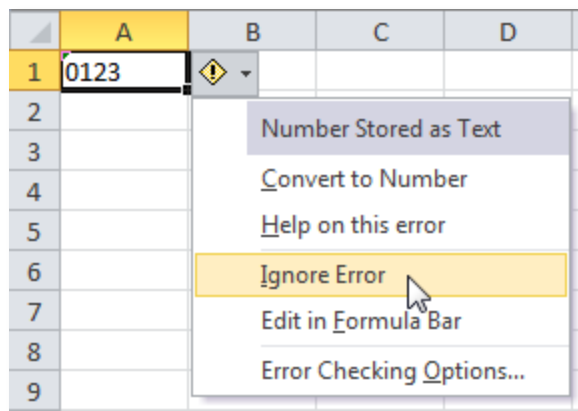 A B C D
1 0123
2 Number Stored as Text
3
4 Convert to Number
5 Help on this error
6 Ignore Error
7 Edit in Formula Bar
8
9 Error Checking Options...